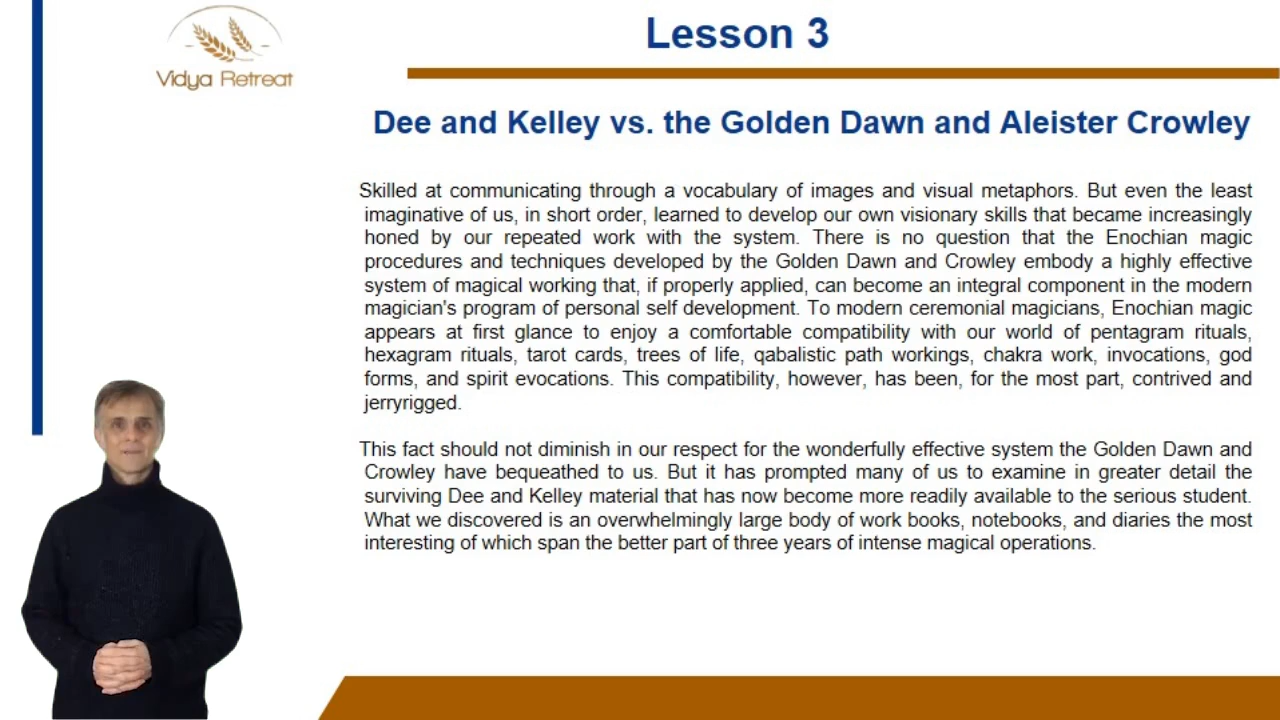 Lesson 3
Vidya Retreat
Dee and Kelley vs. the Golden Dawn and Aleister Crowley
Skilled at communicating through a vocabulary of images and visual metaphors. But even the least
imaginative of us, in short order, learned to develop our own visionary skills that became increasingly
honed by our repeated work with the system. There is no question that the Enochian magic
procedures and techniques developed by the Golden Dawn and Crowley embody a highly effective
system of magical working that, if properly applied, can become an integral component in the modern
magician's program of personal self development. To modern ceremonial magicians, Enochian magic
appears at first glance to enjoy a comfortable compatibility with our world of pentagram rituals,
hexagram rituals, tarot cards, trees of life, qabalistic path workings, chakra work, invocations, god
forms, and spirit evocations. This compatibility, however, has been, for the most part, contrived and
jerryrigged.
This fact should not diminish in our respect for the wonderfully effective system the Golden Dawn and
Crowley have bequeathed to us. But it has prompted many of us to examine in greater detail the
surviving Dee and Kelley material that has now become more readily available to the serious student.
What we discovered is an overwhelmingly large body of work books, notebooks, and diaries the most
interesting of which span the better part of three years of intense magical operations.